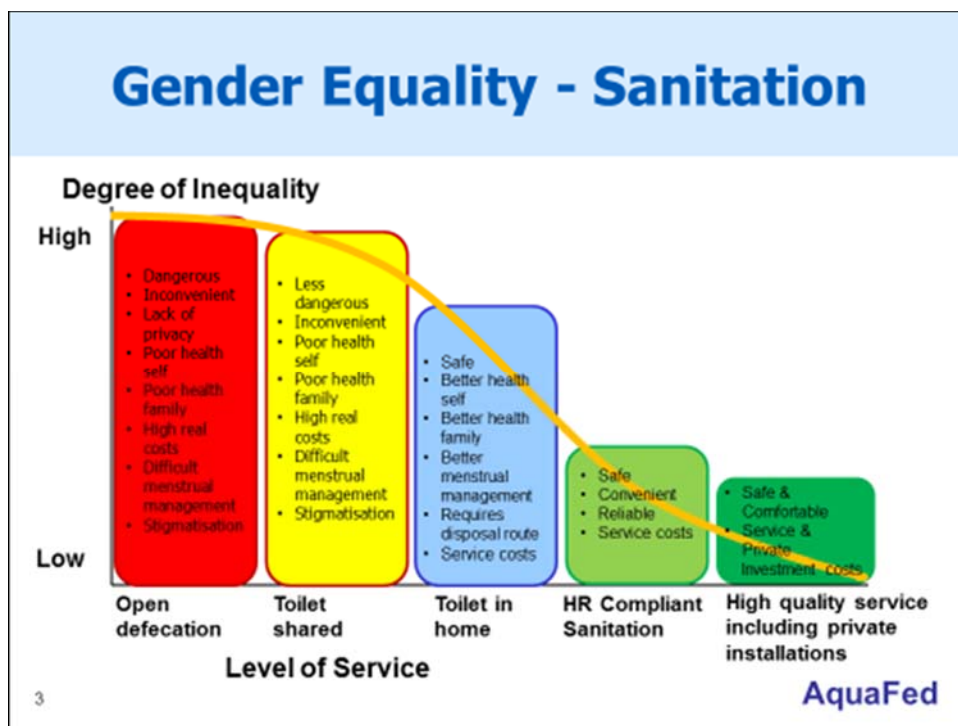 Gender Equality - Sanitation
Degree of Inequality
High
Low
• Dangerous
• Inconvenient
• Lack of
privacy
• Poor health
self
• Poor health
family
• High real
costs
• Difficult
menstrual
management
• Stigmatisation
• Less
dangerous
• Inconvenient
• Poor health
self
• Poor health
family
• High real
costs
• Difficult
menstrual
management
• Stigmatisation
• Safe
• Better health
self
• Better health
family
• Better
menstrual
management
• Requires
disposal route
• Service costs
• Safe
• Convenient
• Reliable
• Service costs
• Safe &
Comfortable
• Service &
Private
Investment costs
Open
defecation
Toilet
shared
Toilet in
home
HR Compliant
Sanitation
High quality service
including private
installations
Level of Service
3
AquaFed